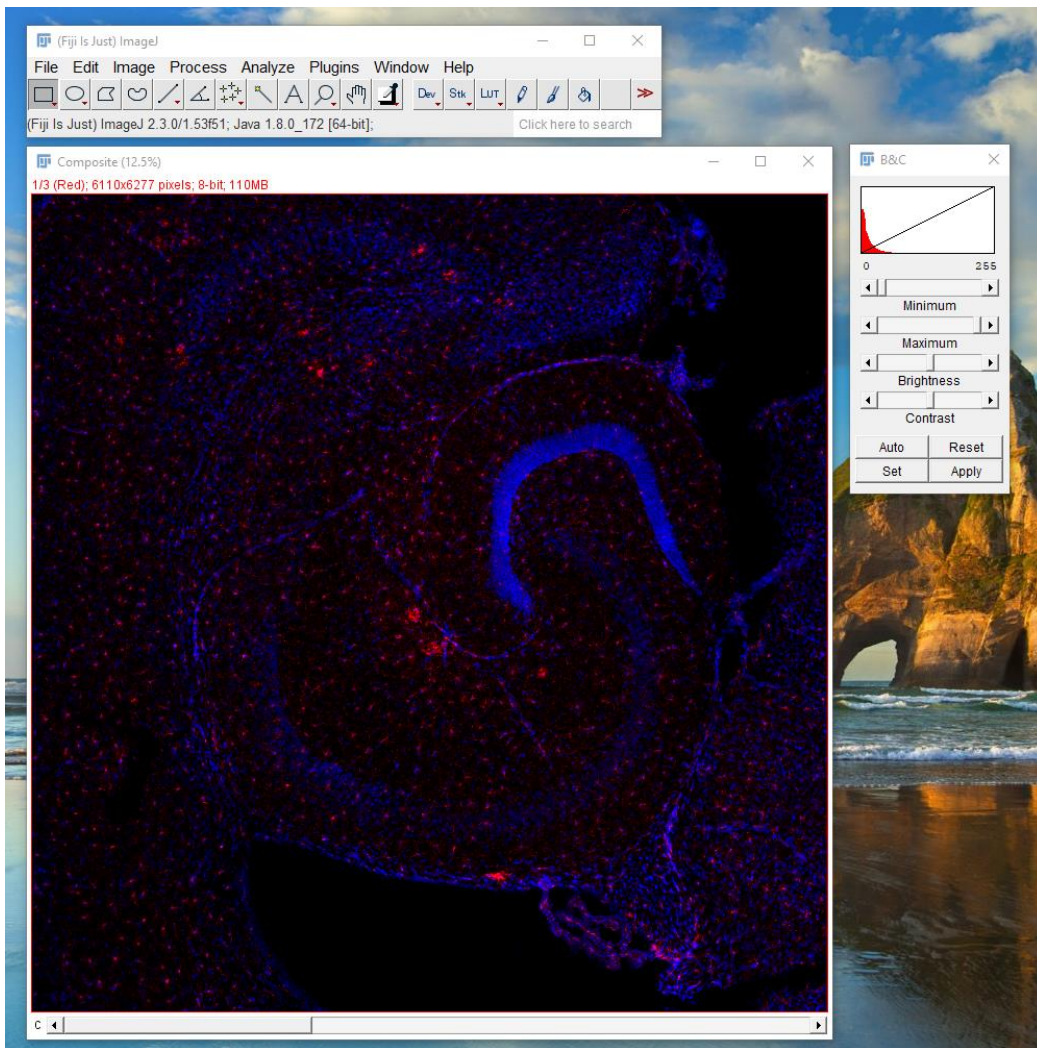 (Fiji Is Just) ImageJ
File Edit Image Process Analyze Plugins Window Help
Dev Stk LUT
(Fiji Is Just) ImageJ 2.3.0/1.53f51; Java 1.8.0_172 [64-bit];
Click here to search
Composite (12.5%)
1/3 (Red); 6110x6277 pixels; 8-bit; 110MB
C
B&C
0 255
Minimum
Maximum
Brightness
Contrast
Auto Reset
Set Apply